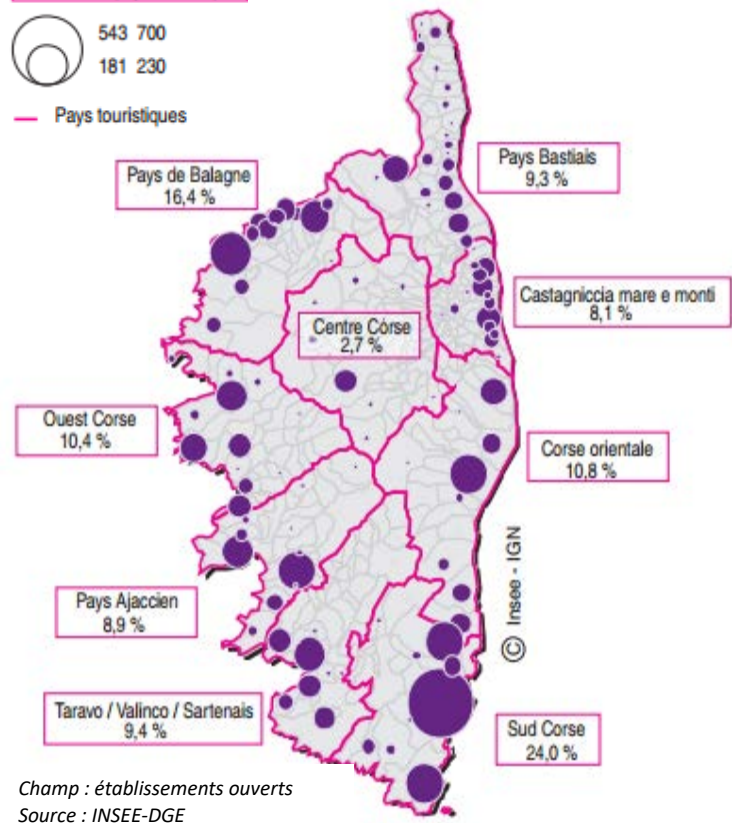 543 700
181 230
Pays touristiques
Pays Bastiais
9,3 %
Pays de Balagne
16,4 %
Castagniccia mare e monti
8,1 %
Centre Córse
2,7 %
Ouest Corse
10,4 %
Corse orientale
10,8 %
© Insee - IGN
Pays Ajaccien
8,9 %
Taravo / Valinco / Sartenais
9,4 %
Sud Corse
24,0 %
Champ : établissements ouverts
Source : INSEE-DGE